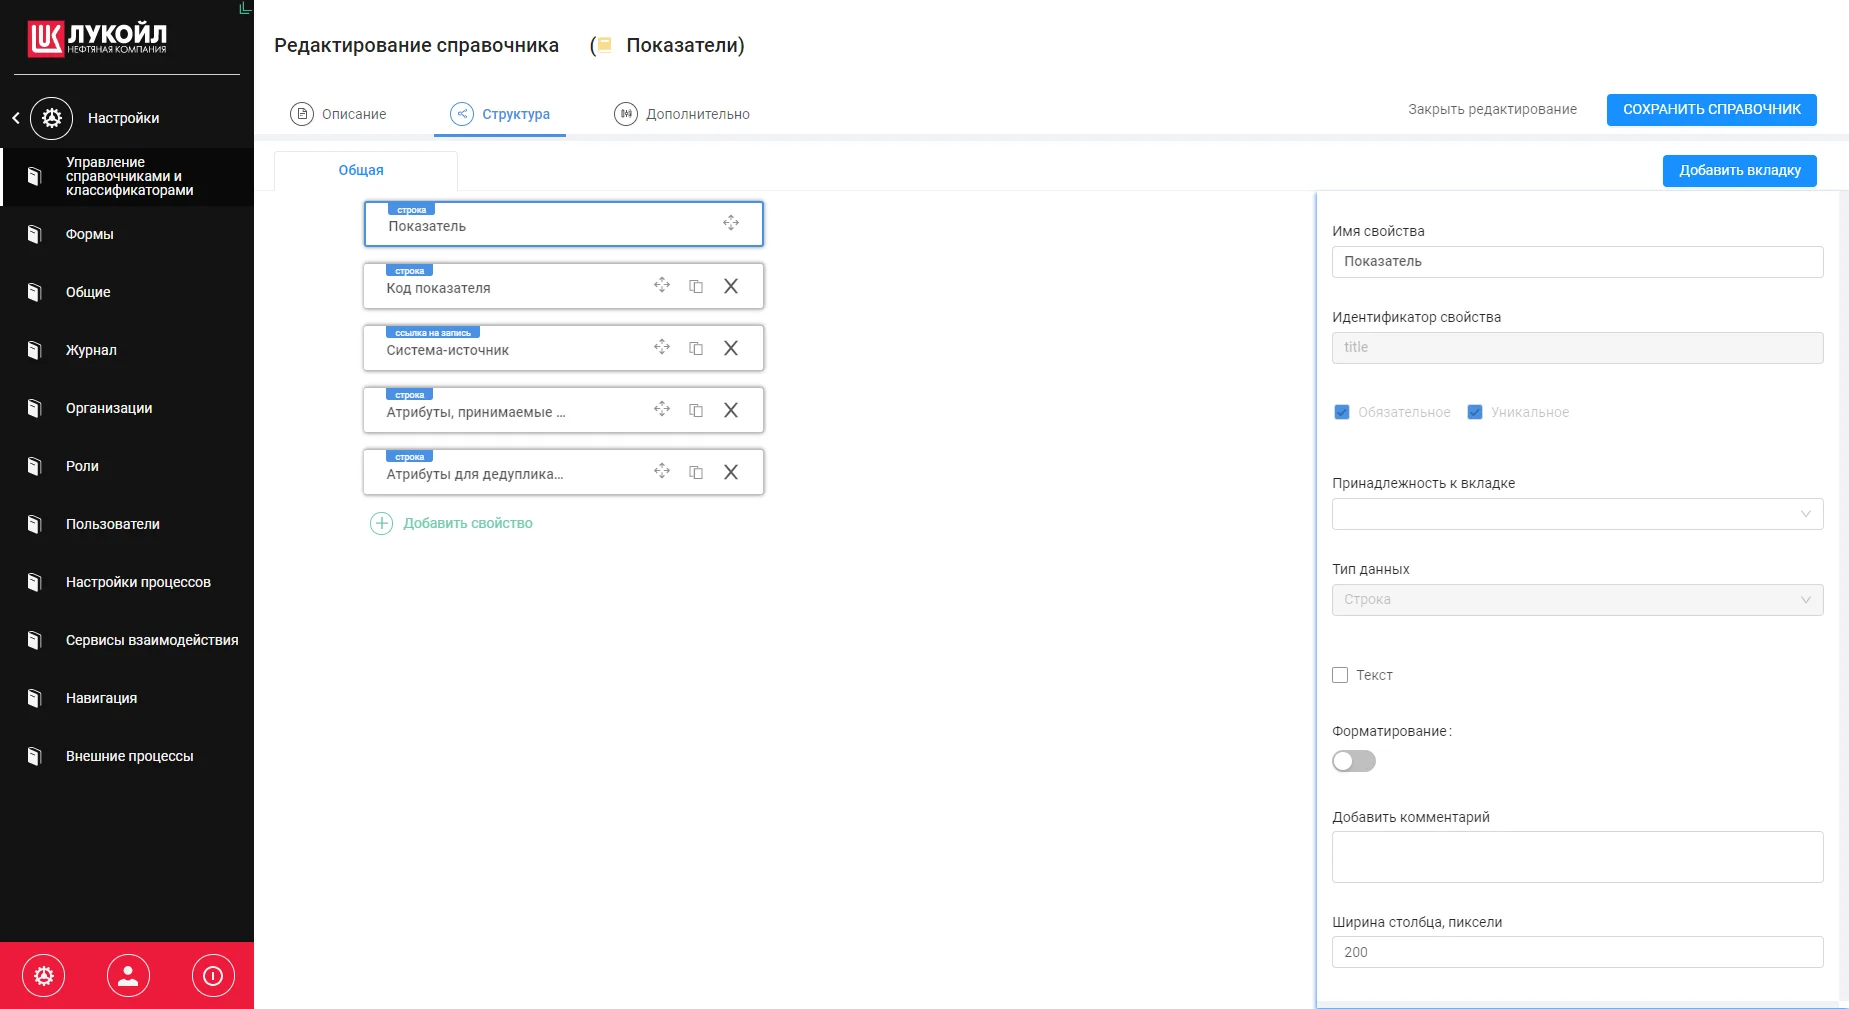 ЛУКОЙЛ
НЕФТЯНАЯ КОМПАНИЯ
Настройки
Управление
справочниками и
классификаторами
Формы
Общие
Журнал
Организации
Роли
Пользователи
Настройки процессов
Сервисы взаимодействия
Навигация
Внешние процессы
Редактирование справочника ( Показатели)
Описание
Структура
Дополнительно
Закрыть редактирование
СОХРАНИТЬ СПРАВОЧНИК
Общая
Добавить вкладку
строка
Показатель
строка
Код показателя
ссылка на запись
Система-источник
строка
Атрибуты, принимаемые ...
строка
Атрибуты для дедуплика...
Добавить свойство
Имя свойства
Показатель
Идентификатор свойства
title
Обязательное
Уникальное
Принадлежность к вкладке
Тип данных
Строка
Текст
Форматирование :
Добавить комментарий
Ширина столбца, пиксели
200